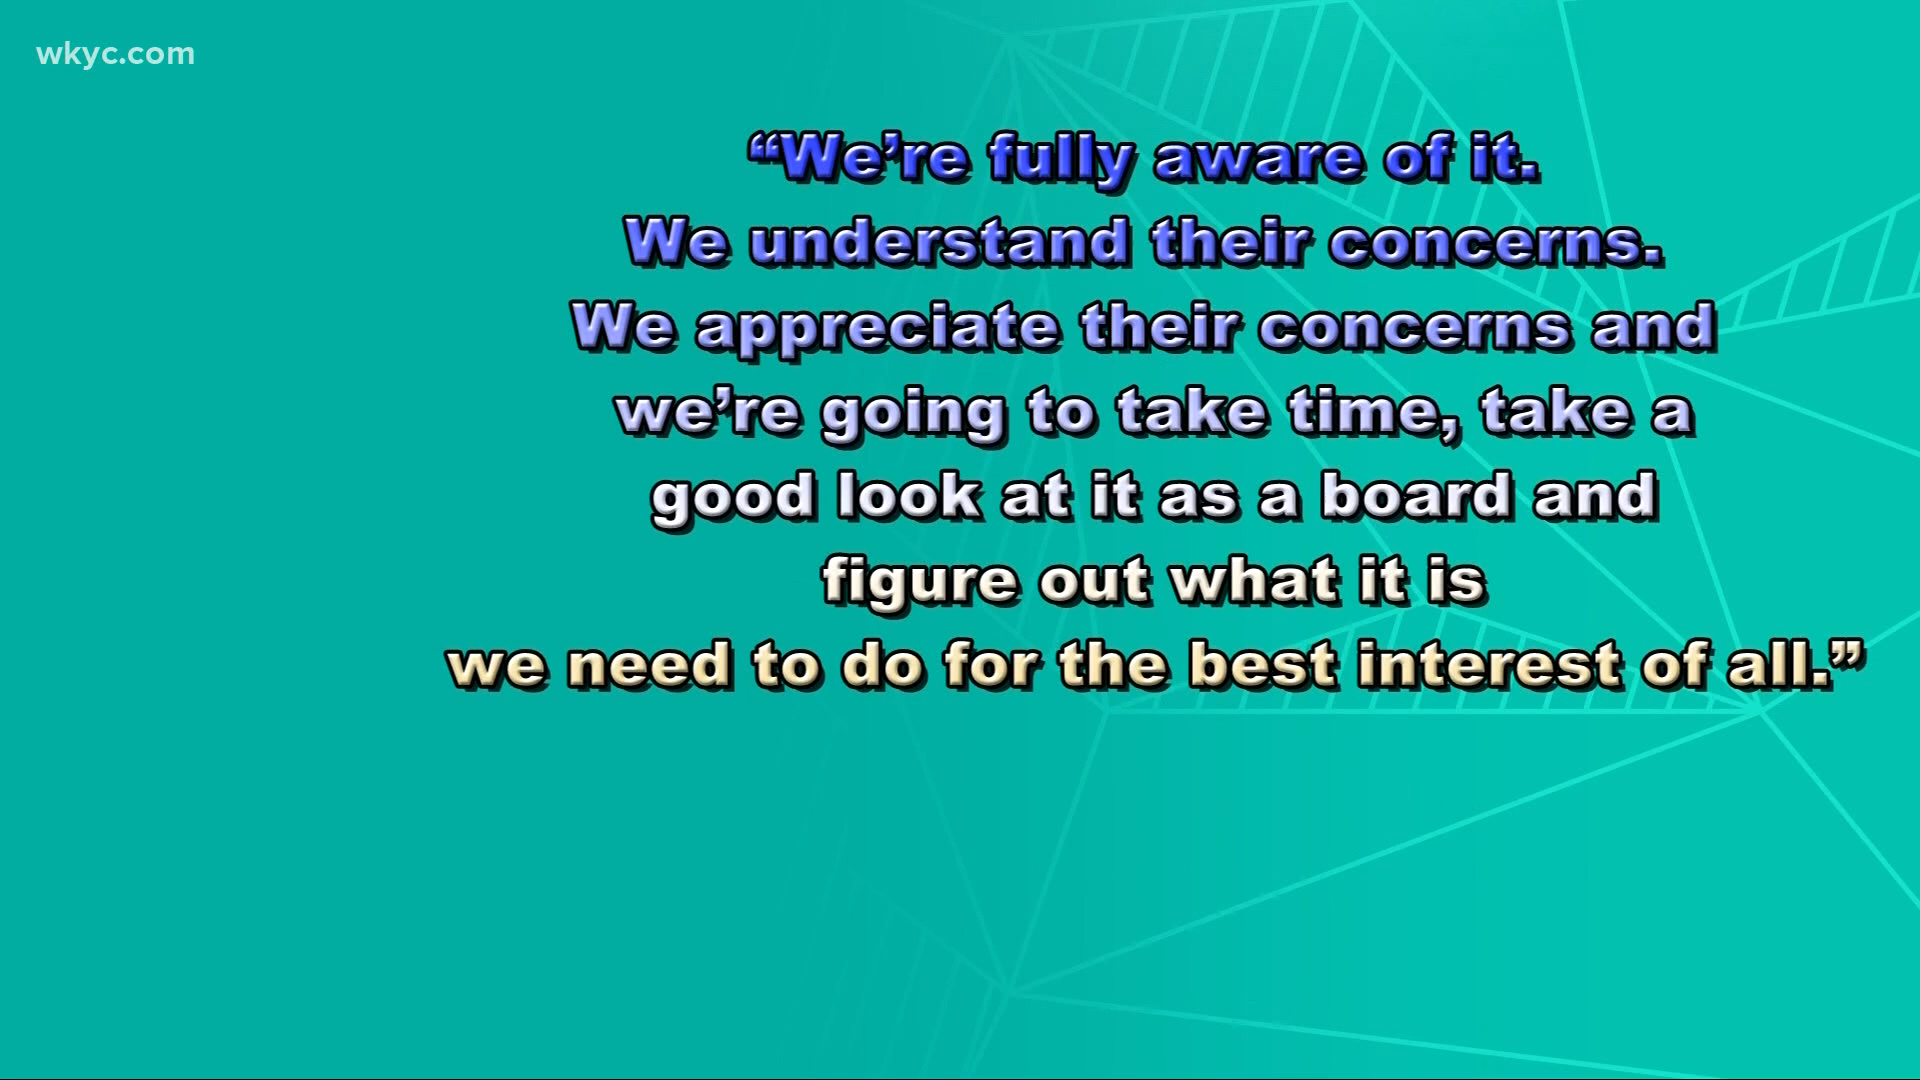 wkyc.com
“We’re fully aware of it.
We understand their concerns.
We appreciate their concerns and
we’re going to take time, take a
good look at it as a board and
figure out what it is
we need to do for the best interest of all.”